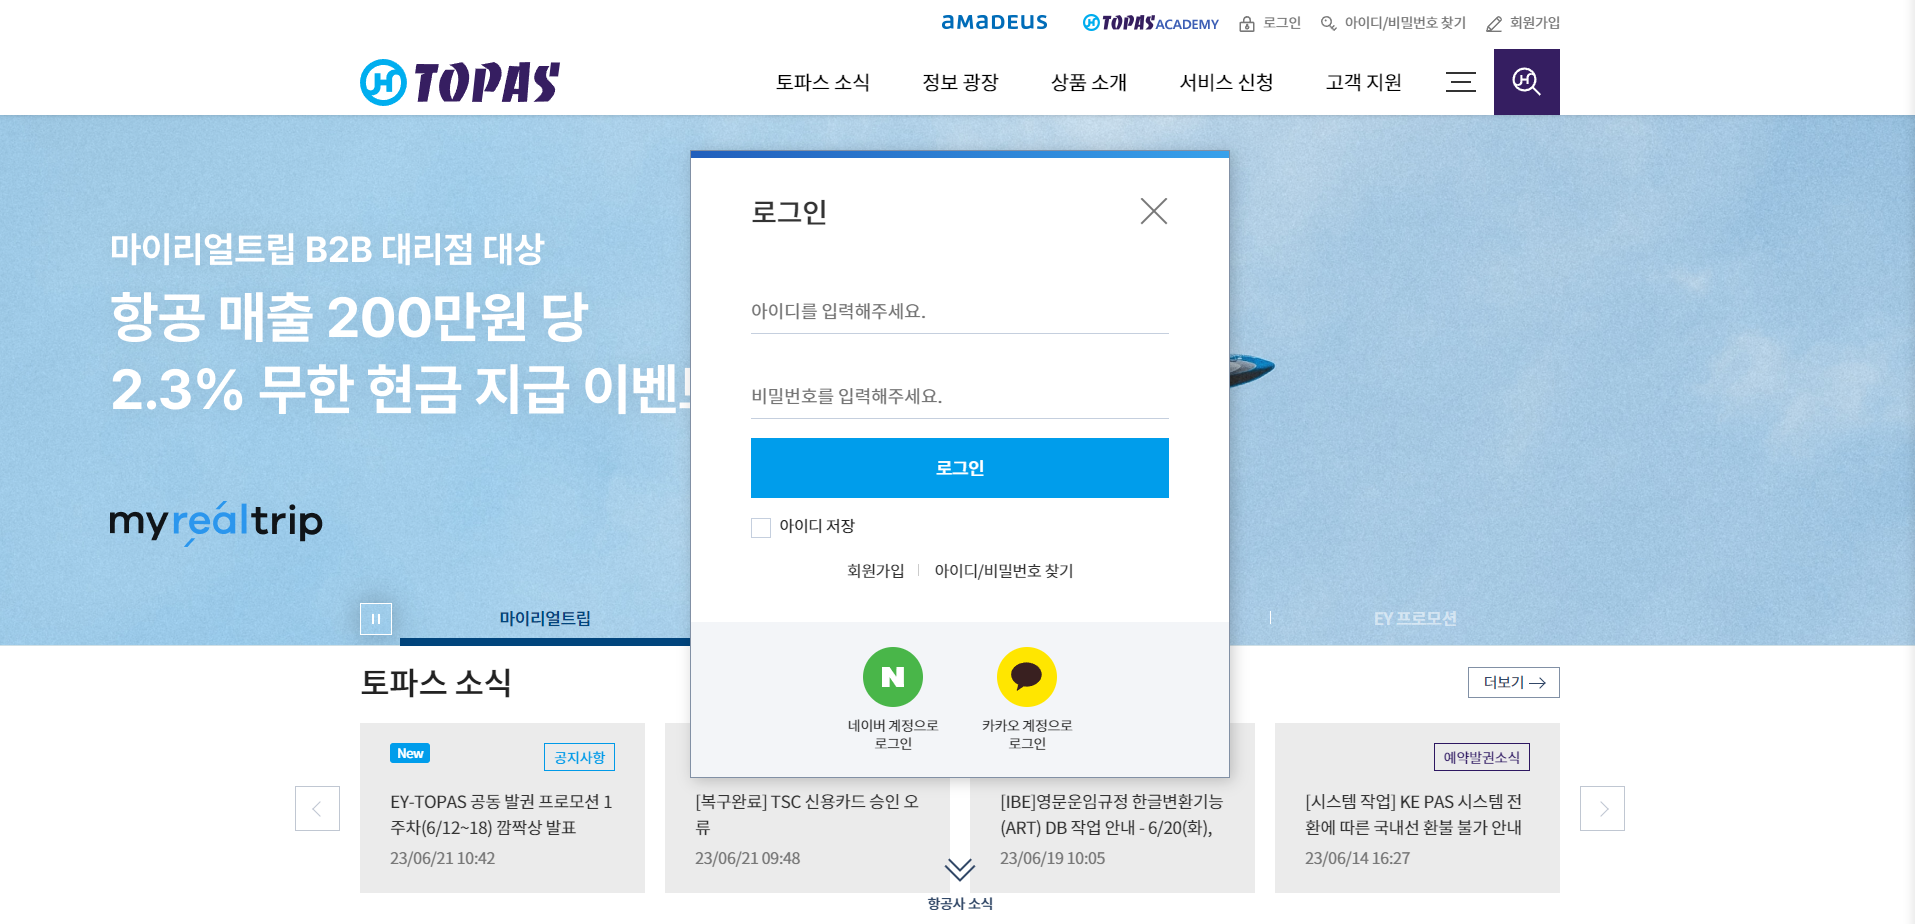 amadeus
TOPAS ACADEMY
로그인
아이디/비밀번호 찾기
회원가입
TOPAS
토파스 소식
정보 광장
상품 소개
서비스 신청
고객 지원
마이리얼트립 B2B 대리점 대상
항공 매출 200만원 당
2.3% 무한 현금 지급 이벤
myrealtrip
로그인
아이디를 입력해주세요.
비밀번호를 입력해주세요.
로그인
아이디 저장
회원가입
아이디/비밀번호 찾기
N
네이버 계정으로
로그인
카카오 계정으로
로그인
마이리얼트립
EY 프로모션
토파스 소식
더보기
New
공지사항
EY-TOPAS 공동 발권 프로모션 1
주차(6/12~18) 깜짝상 발표
23/06/21 10:42
[복구완료] TSC 신용카드 승인 오
류
23/06/21 09:48
[IBE]영문운임규정 한글변환기능
(ART) DB 작업 안내 - 6/20(화),
23/06/19 10:05
예약발권소식
[시스템 작업] KE PAS 시스템 전
환에 따른 국내선 환불 불가 안내
23/06/14 16:27
항공사 소식